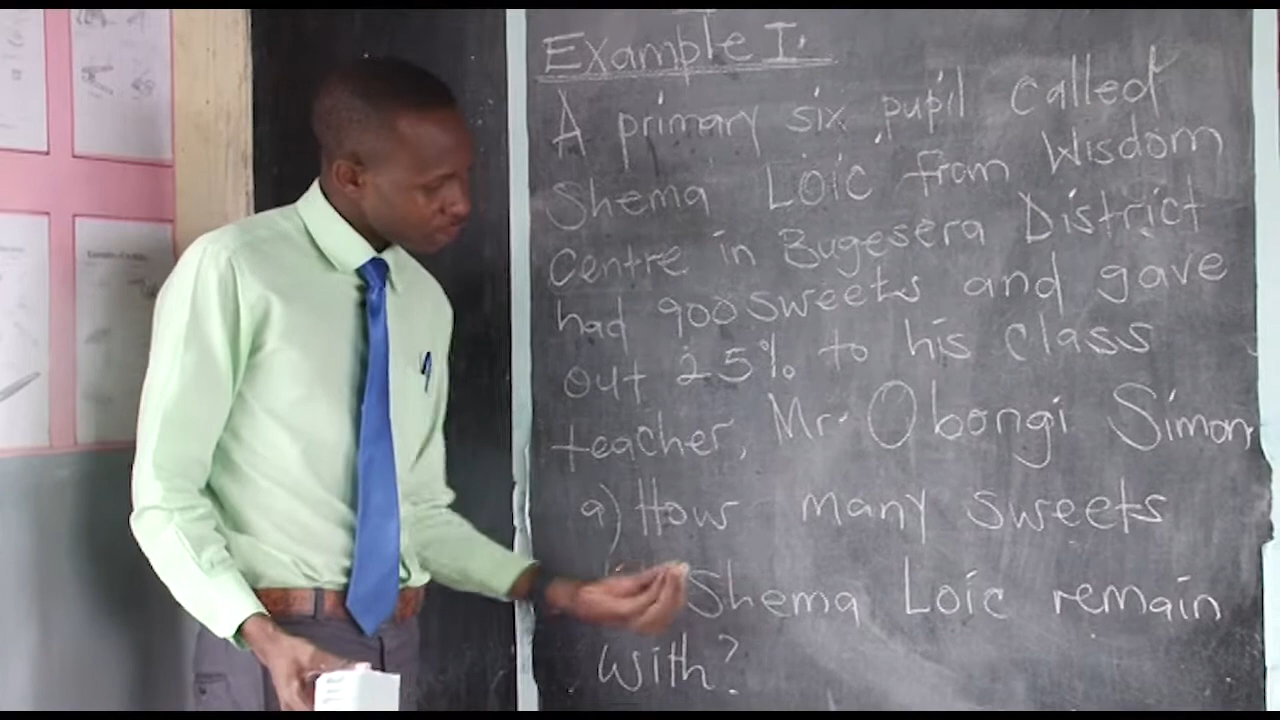 Example I.
A primary six pupil called
Shema Loic from Wisdom
Centre in Bugesera District
had 900 sweets and gave
out 25% to his class
teacher, Mr. Obongi Simon,
a) How many sweets
Shema Loic remain
with?